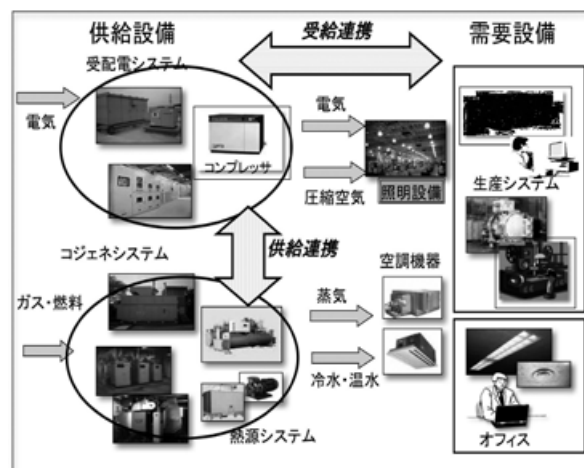 供給設備
受給連携
需要設備
受配電システム
電気
コンプレッサ
電気
圧縮空気
照明設備
生産システム
供給連携
コジェネシステム
ガス・燃料
空調機器
蒸気
冷水・温水
熱源システム
オフィス